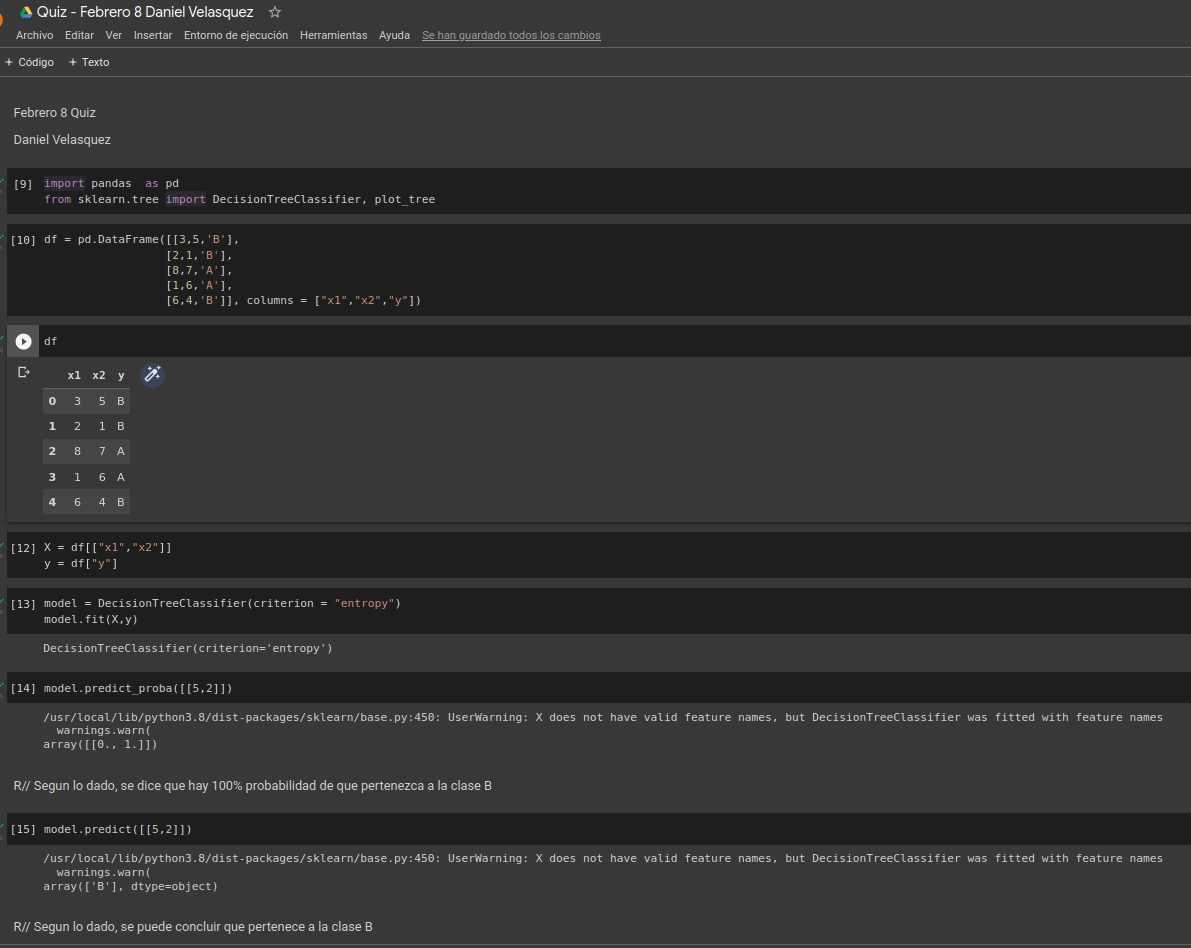 Quiz - Febrero 8 Daniel Velasquez
Archivo Editar Ver Insertar Entorno de ejecución Herramientas Ayuda Se han guardado todos los cambios
+ Código + Texto
Febrero 8 Quiz
Daniel Velasquez
[9] import pandas  as pd
from sklearn.tree import DecisionTreeClassifier, plot_tree
[10] df = pd.DataFrame([[3,5,'B'],
[2,1,'B'],
[8,7,'A'],
[1,6,'A'],
[6,4,'B']], columns = ["x1","x2","y"])
df
x1 x2 y
0 3 5 B
1 2 1 B
2 8 7 A
3 1 6 A
4 6 4 B
[12] X = df[["x1","x2"]]
y = df["y"]
[13] model = DecisionTreeClassifier(criterion = "entropy")
model.fit(X,y)
DecisionTreeClassifier(criterion='entropy')
[14] model.predict_proba([[5,2]])
/usr/local/lib/python3.8/dist-packages/sklearn/base.py:450: UserWarning: X does not have valid feature names, but DecisionTreeClassifier was fitted with feature names
warnings.warn(
array([[0., 1.]])
R// Segun lo dado, se dice que hay 100% probabilidad de que pertenezca a la clase B
[15] model.predict([[5,2]])
/usr/local/lib/python3.8/dist-packages/sklearn/base.py:450: UserWarning: X does not have valid feature names, but DecisionTreeClassifier was fitted with feature names
warnings.warn(
array(['B'], dtype=object)
R// Segun lo dado, se puede concluir que pertenece a la clase B